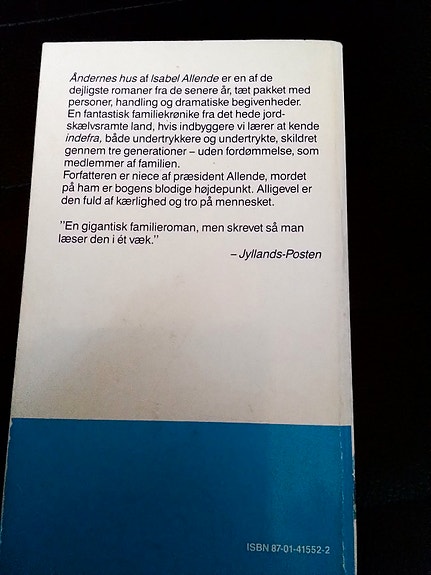 Åndernes hus af Isabel Allende er en af de
dejligste romaner fra de senere år, tæt pakket med
personer, handling og dramatiske begivenheder.
En fantastisk familiekrønike fra det hede jord-
skælvsramte land, hvis indbyggere vi lærer at kende
indefra, både undertrykkere og undertrykte, skildret
gennem tre generationer – uden fordømmelse, som
medlemmer af familien.
Forfatteren er niece af præsident Allende, mordet
på ham er bogens blodige højdepunkt. Alligevel er
den fuld af kærlighed og tro på mennesket.
"En gigantisk familieroman, men skrevet så man
læser den i ét væk."
– Jyllands-Posten
ISBN 87-01-41552-2